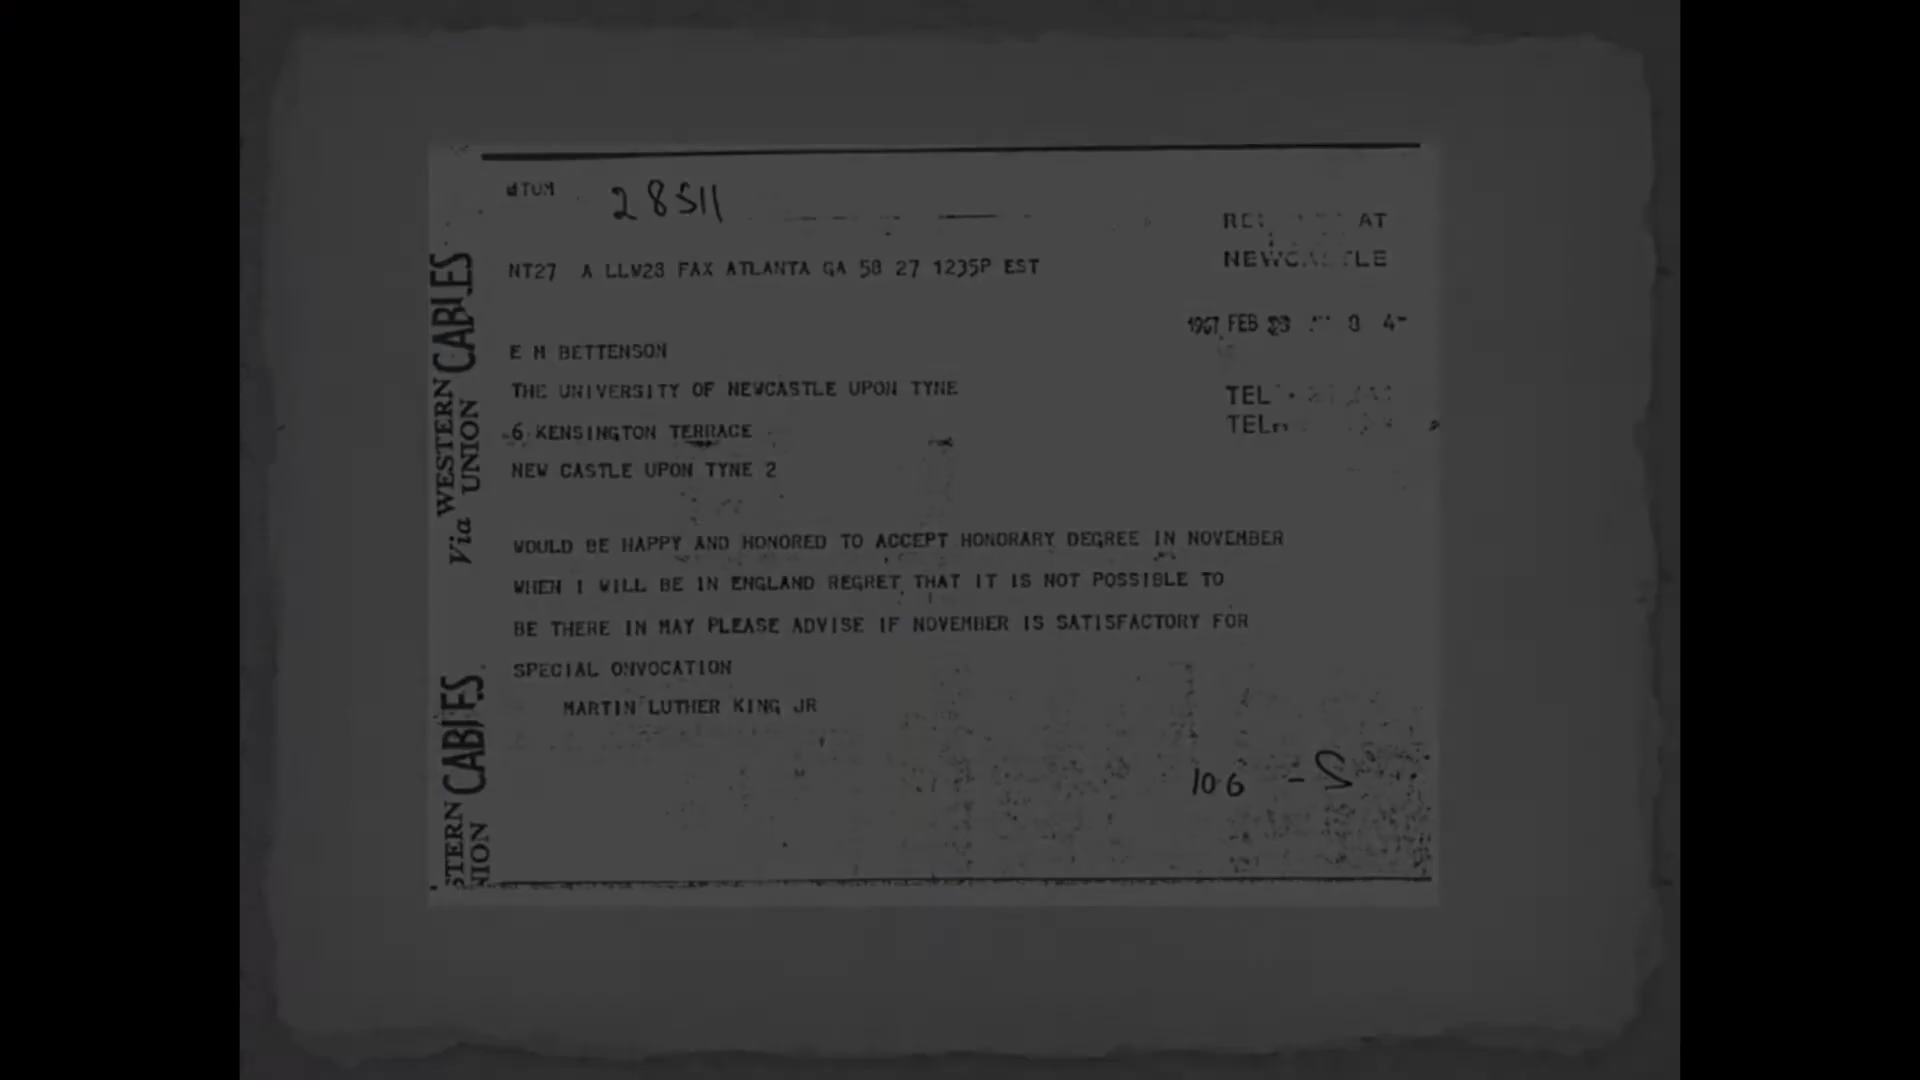 28511
NT27 A LLW28 FAX ATLANTA GA 58 27 1235P EST
AT
1967 FEB
E M BETTENSON
THE UNIVERSITY OF NEWCASTLE UPON TYNE
TEL
6 KENSINGTON TERRACE
NEW CASTLE UPON TYNE 2
WOULD BE HAPPY AND HONORED TO ACCEPT HONORARY DEGREE IN NOVEMBER
WHEN I WILL BE IN ENGLAND REGRET THAT IT IS NOT POSSIBLE TO
BE THERE IN MAY PLEASE ADVISE IF NOVEMBER IS SATISFACTORY FOR
SPECIAL ONVOCATION
MARTIN LUTHER KING JR
106
Via WESTERN UNION CABLES